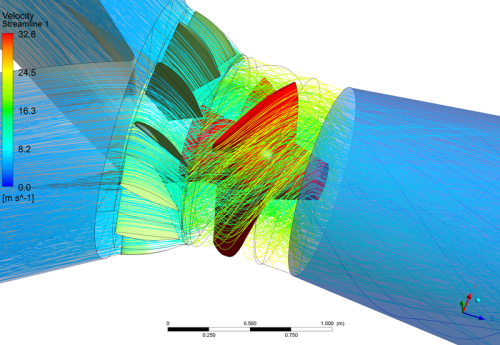 Velocity
Streamline 1
32.6
24.5
16.3
8.2
0.0
[m s^-1]
0 0.500 1.000 (m)
0.250 0.750